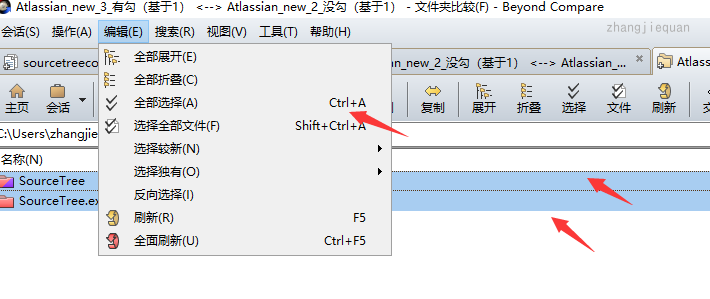 Atlassian_new_3_有勾（基于1） <--> Atlassian_new_2_没勾（基于1） - 文件夹比较(F) - Beyond Compare
zhangjiequan
会话(S) 操作(A) 编辑(E) 搜索(R) 视图(V) 工具(T) 帮助(H)
sourcetreeco
an_new_2_没勾（基于1） <--> Atlassian_... × Atlas
主页 会话 复制 展开 折叠 选择 文件 刷新
全部展开(E)
全部折叠(C)
全部选择(A) Ctrl+A
选择全部文件(F) Shift+Ctrl+A
选择较新(N)
选择独有(O)
反向选择(I)
刷新(R) F5
全面刷新(U) Ctrl+F5
C:\Users\zhangjie
名称(N)
SourceTree
SourceTree.ex